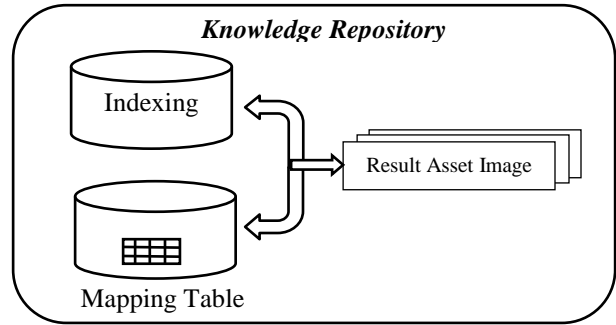 Knowledge Repository
Indexing
Result Asset Image
Mapping Table